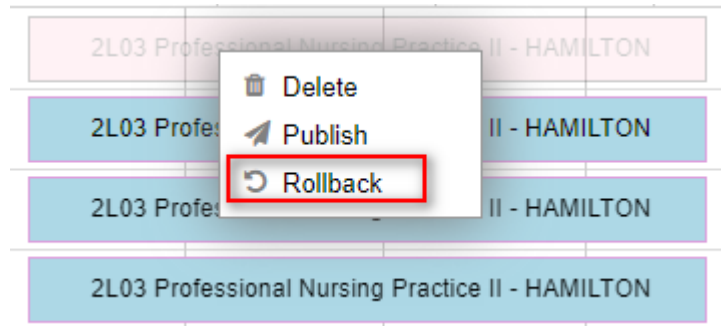 2L03 Professional Nursing Practice II - HAMILTON
Delete
2L03 Profes II - HAMILTON
Publish
Rollback
2L03 Profes II - HAMILTON
2L03 Professional Nursing Practice II - HAMILTON